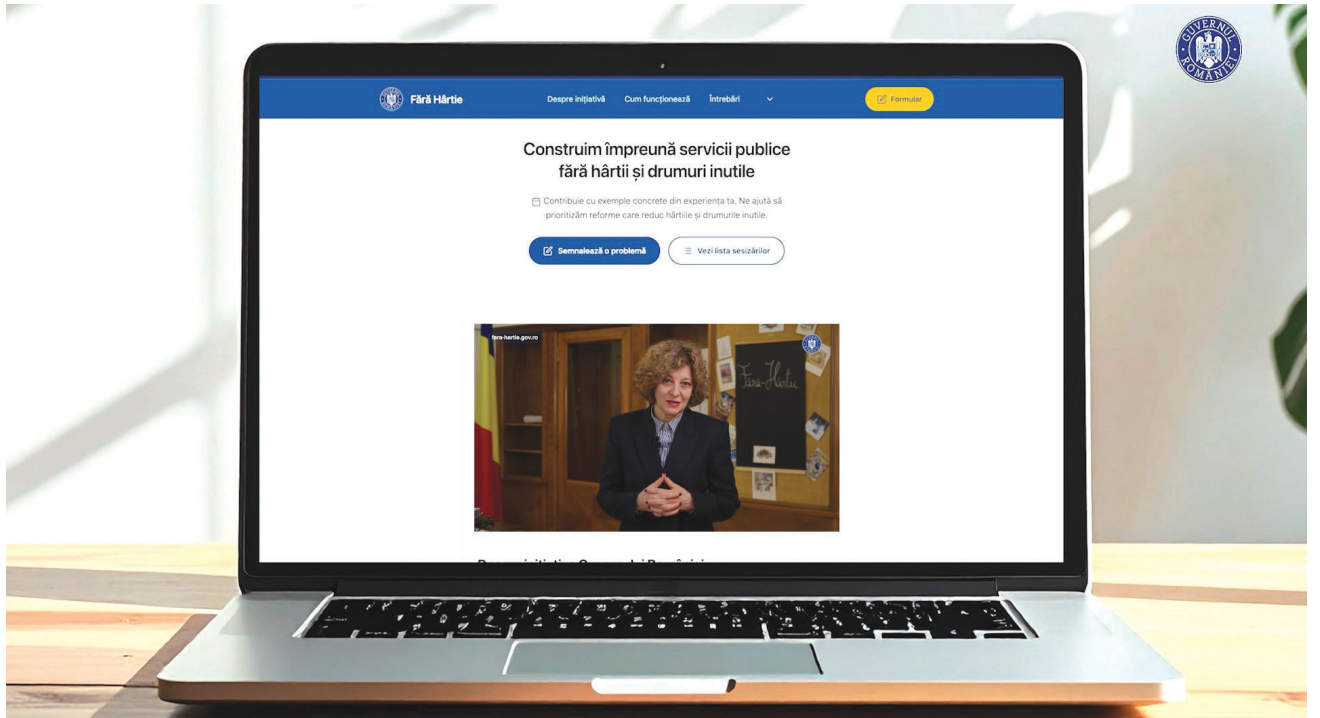 GUVERNUL ROMÂNIEI
Fără Hârtie
Despre inițiativă
Cum funcționează
Întrebări
Formular
Construim împreună servicii publice
fără hârtii și drumuri inutile
Contribuie cu exemple concrete din experiența ta. Ne ajută să
prioritizăm reforme care reduc hârtiile și drumurile inutile.
Semnalează o problemă
Vezi lista sesizărilor
fara-hartie.gov.ro
Fără-Hârtie